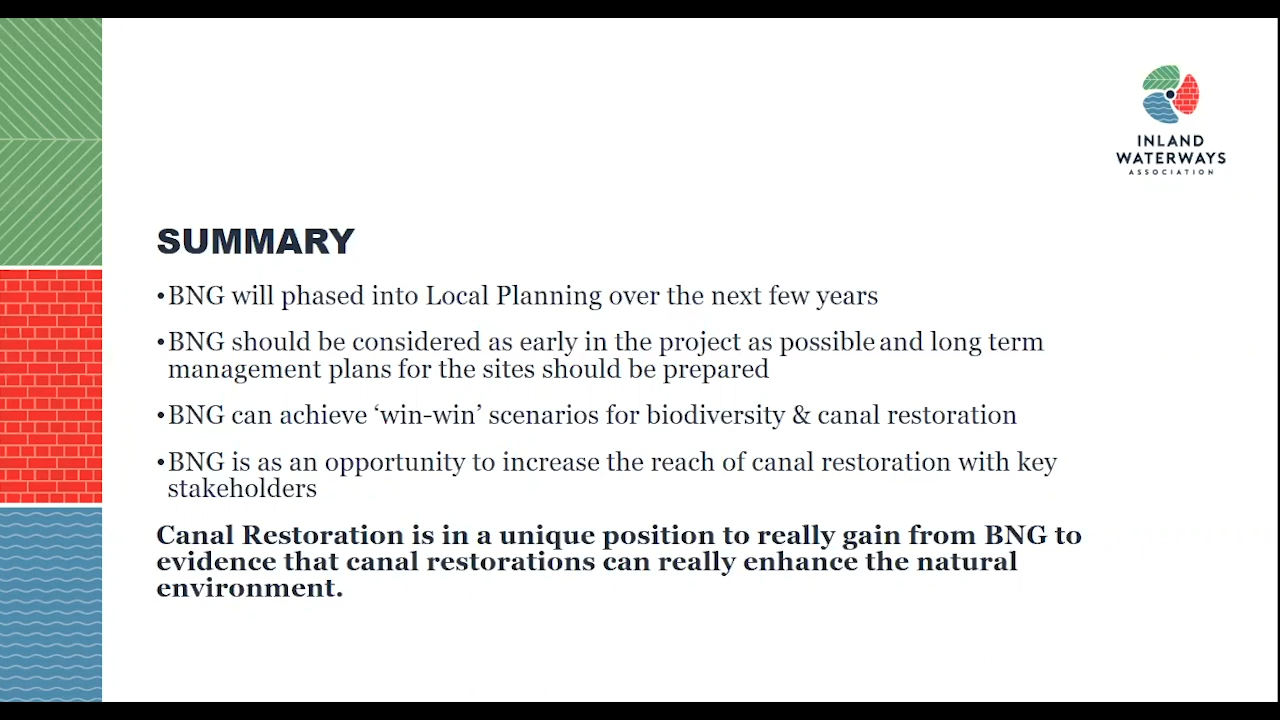 INLAND
WATERWAYS
ASSOCIATION
SUMMARY
•BNG will phased into Local Planning over the next few years
•BNG should be considered as early in the project as possible and long term
management plans for the sites should be prepared
•BNG can achieve ‘win-win’ scenarios for biodiversity & canal restoration
•BNG is as an opportunity to increase the reach of canal restoration with key
stakeholders
Canal Restoration is in a unique position to really gain from BNG to
evidence that canal restorations can really enhance the natural
environment.